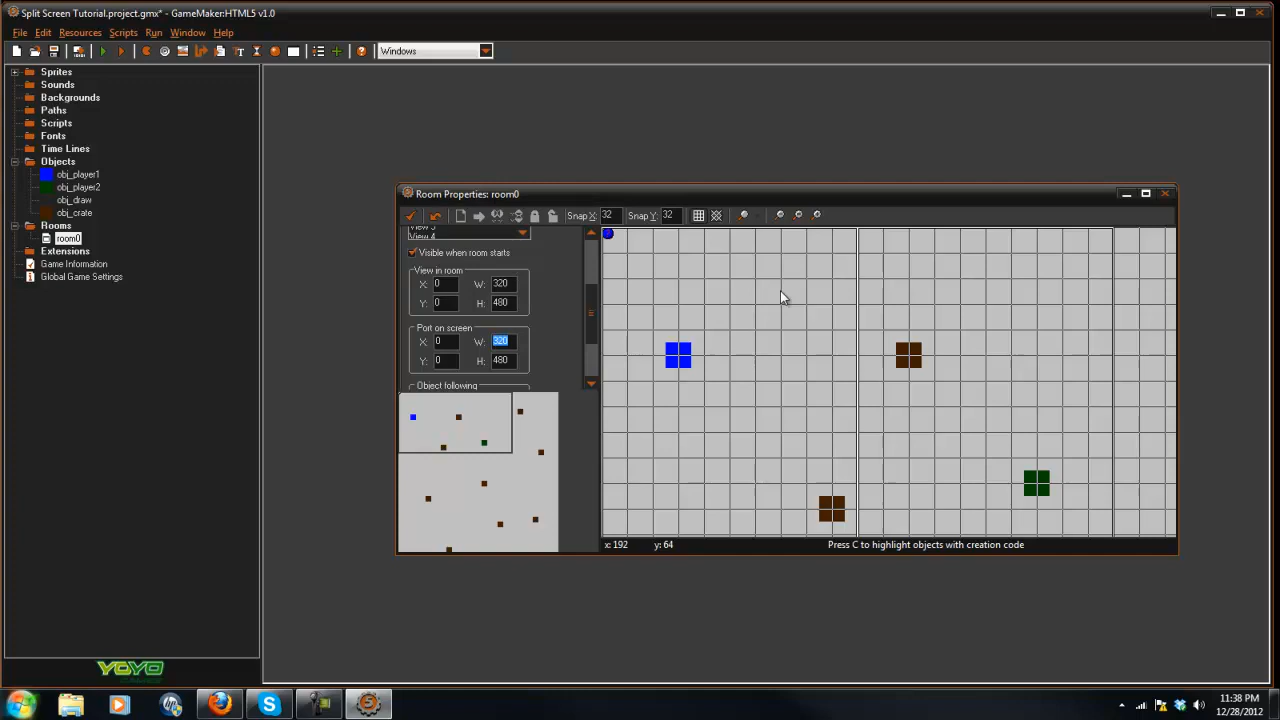 Split Screen Tutorial.project.gmx* - GameMaker:HTML5 v1.0
File Edit Resources Scripts Run Window Help
Windows
Sprites
Sounds
Backgrounds
Paths
Scripts
Fonts
Time Lines
Objects
obj_player1
obj_player2
obj_draw
obj_crate
Rooms
room0
Extensions
Game Information
Global Game Settings
Room Properties: room0
Snap X: 32 Snap Y: 32
View 4
Visible when room starts
View in room
X: 0 W: 320
Y: 0 H: 480
Port on screen
X: 0 W: 320
Y: 0 H: 480
Object following
x: 192 y: 64 Press C to highlight objects with creation code
YOYO
11:38 PM
12/28/2012